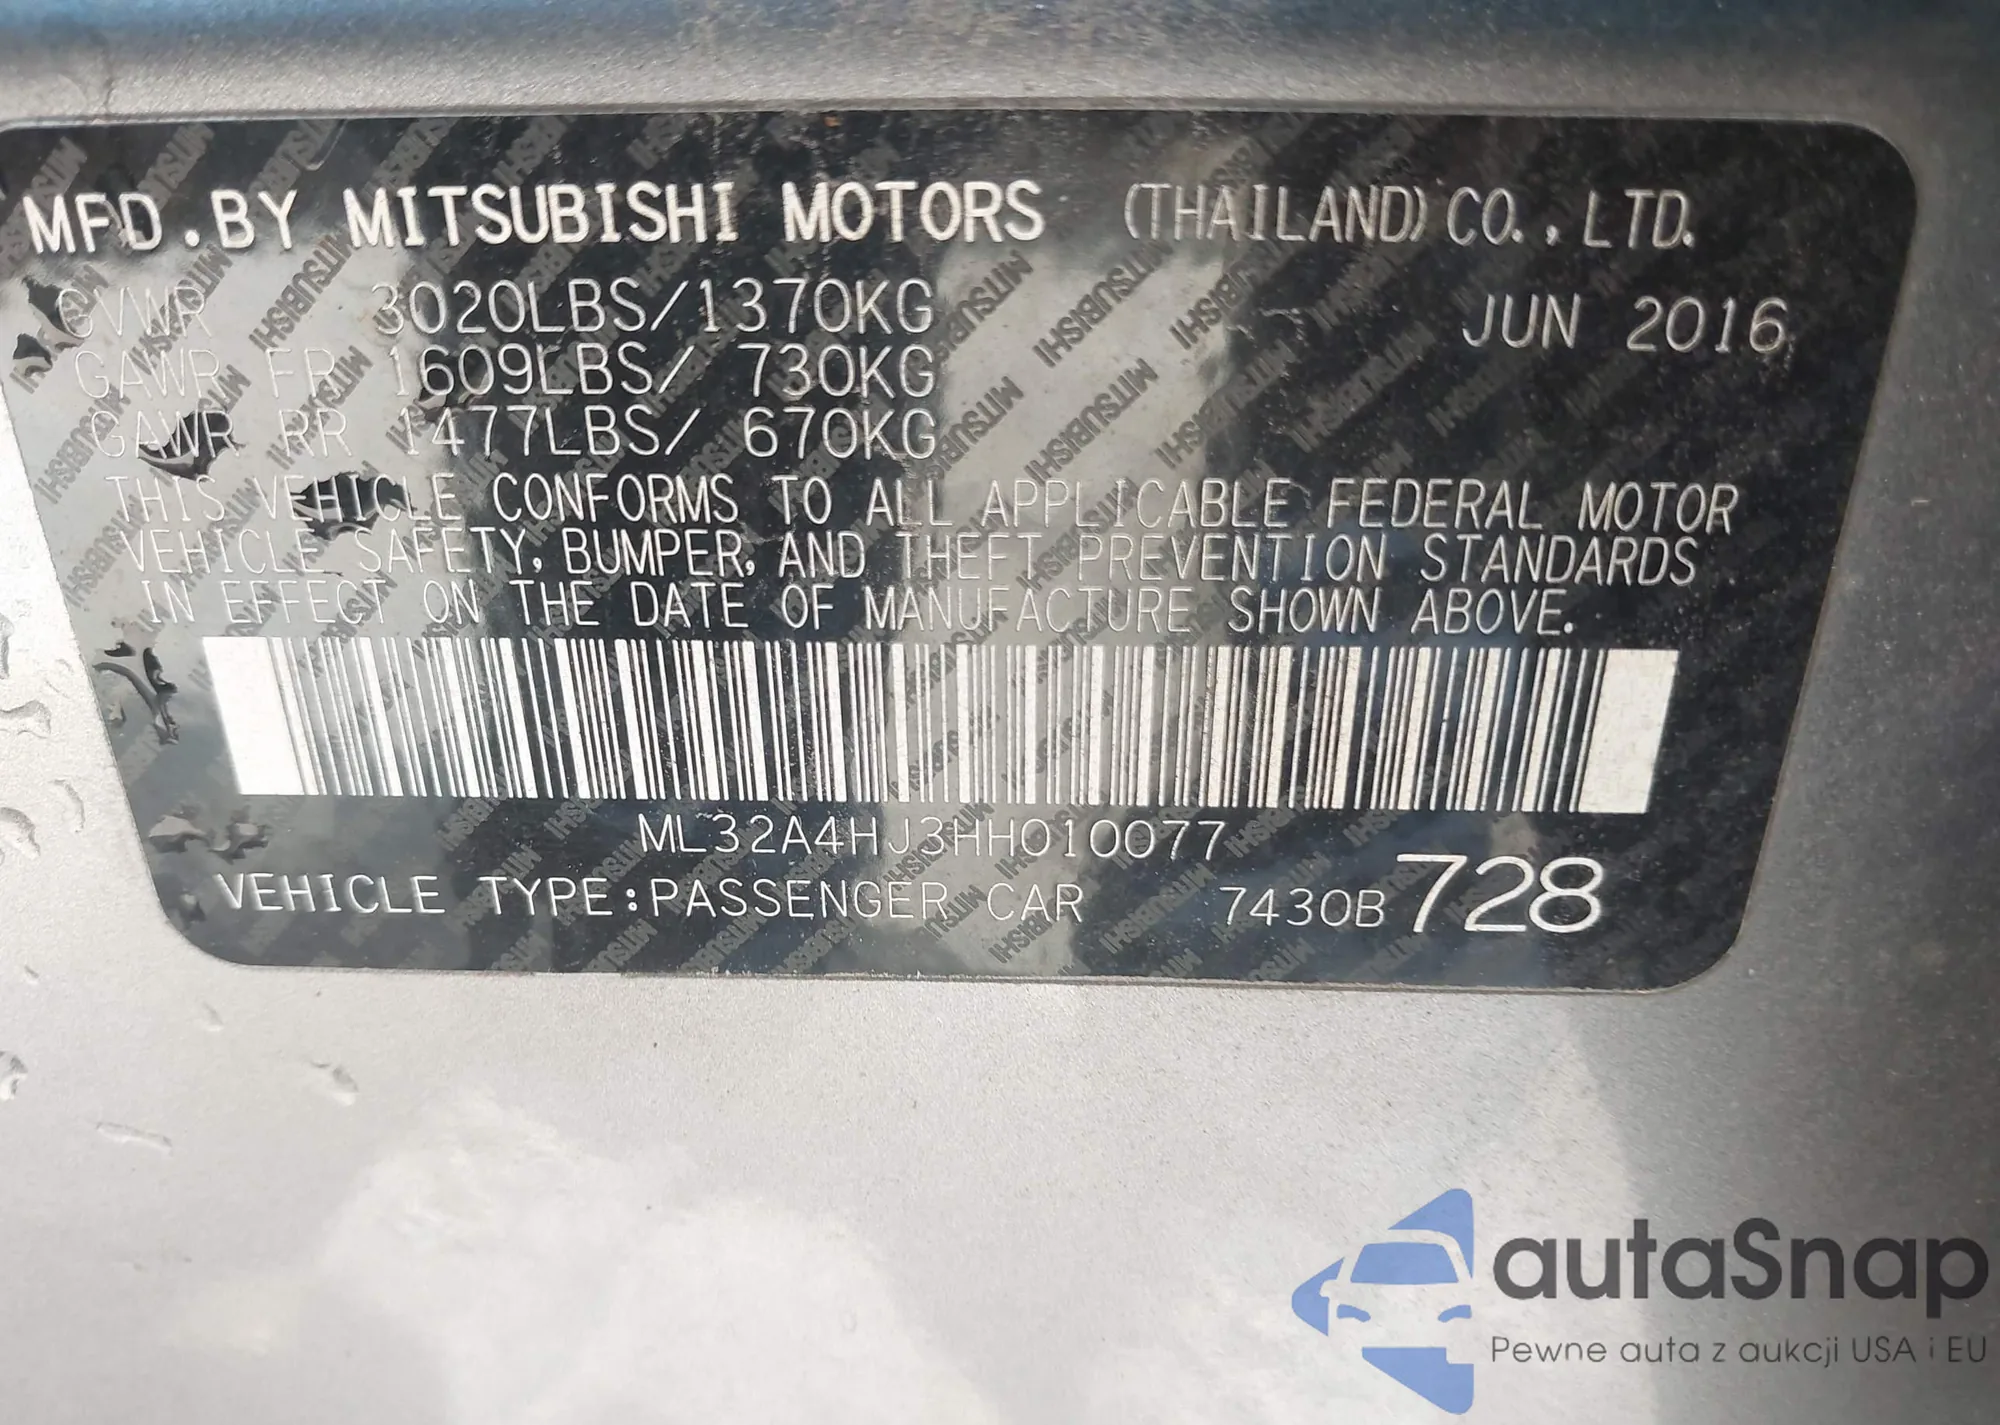 MFD.BY MITSUBISHI MOTORS (THAILAND) CO., LTD.
GVWR 3020LBS/1370KG JUN 2016
GAWR FR 1609LBS/ 730KG
GAWR RR 1477LBS/ 670KG
THIS VEHICLE CONFORMS TO ALL APPLICABLE FEDERAL MOTOR
VEHICLE SAFETY, BUMPER, AND THEFT PREVENTION STANDARDS
IN EFFECT ON THE DATE OF MANUFACTURE SHOWN ABOVE.
ML32A4HJ3HH010077
VEHICLE TYPE:PASSENGER CAR 7430B 728
autaSnap
Pewne auta z aukcji USA i EU